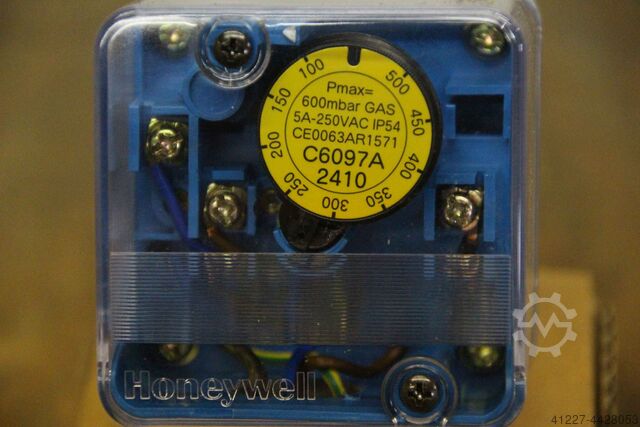 100
150
200
250
300
350
400
450
500
Pmax=
600mbar GAS
5A-250VAC IP54
CE0063AR1571
C6097A
2410
Honeywell
41227-4428059